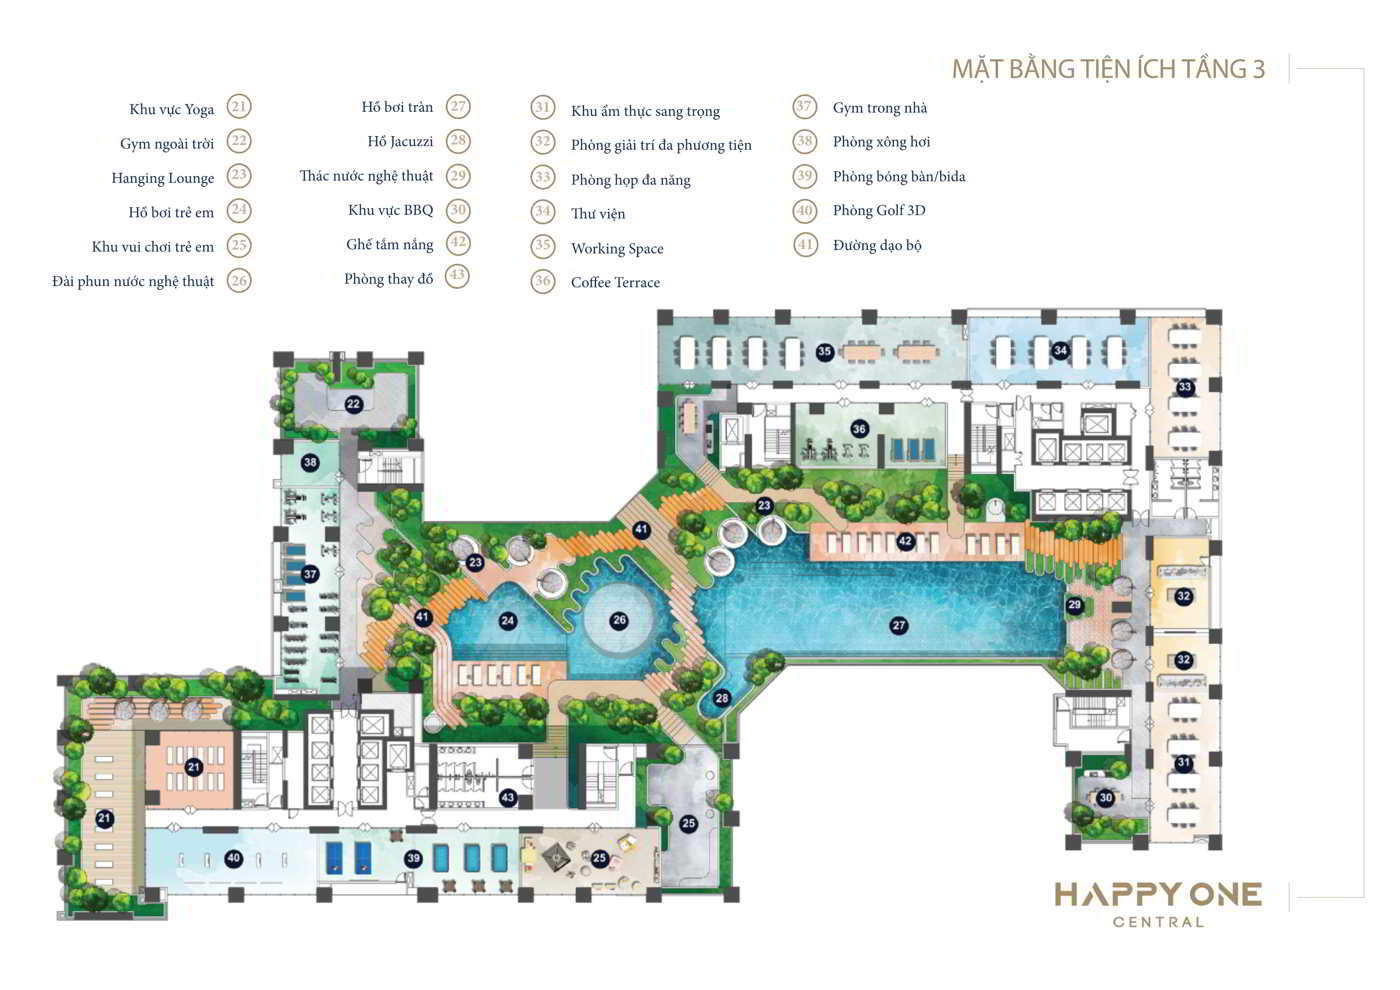 MẶT BẰNG TIỆN ÍCH TẦNG 3
Khu vực Yoga 21
Gym ngoài trời 22
Hanging Lounge 23
Hồ bơi trẻ em 24
Khu vui chơi trẻ em 25
Đài phun nước nghệ thuật 26
Hồ bơi tràn 27
Hồ Jacuzzi 28
Thác nước nghệ thuật 29
Khu vực BBQ 30
Ghế tắm nắng 42
Phòng thay đồ 43
31 Khu ẩm thực sang trọng
32 Phòng giải trí đa phương tiện
33 Phòng họp đa năng
34 Thư viện
35 Working Space
36 Coffee Terrace
37 Gym trong nhà
38 Phòng xông hơi
39 Phòng bóng bàn/bida
40 Phòng Golf 3D
41 Đường dạo bộ
35
34
33
22
36
38
23
41
42
23
37
32
29
41
24
26
27
32
28
21
31
43
30
21
25
40
39
25
HAPPY ONE
CENTRAL